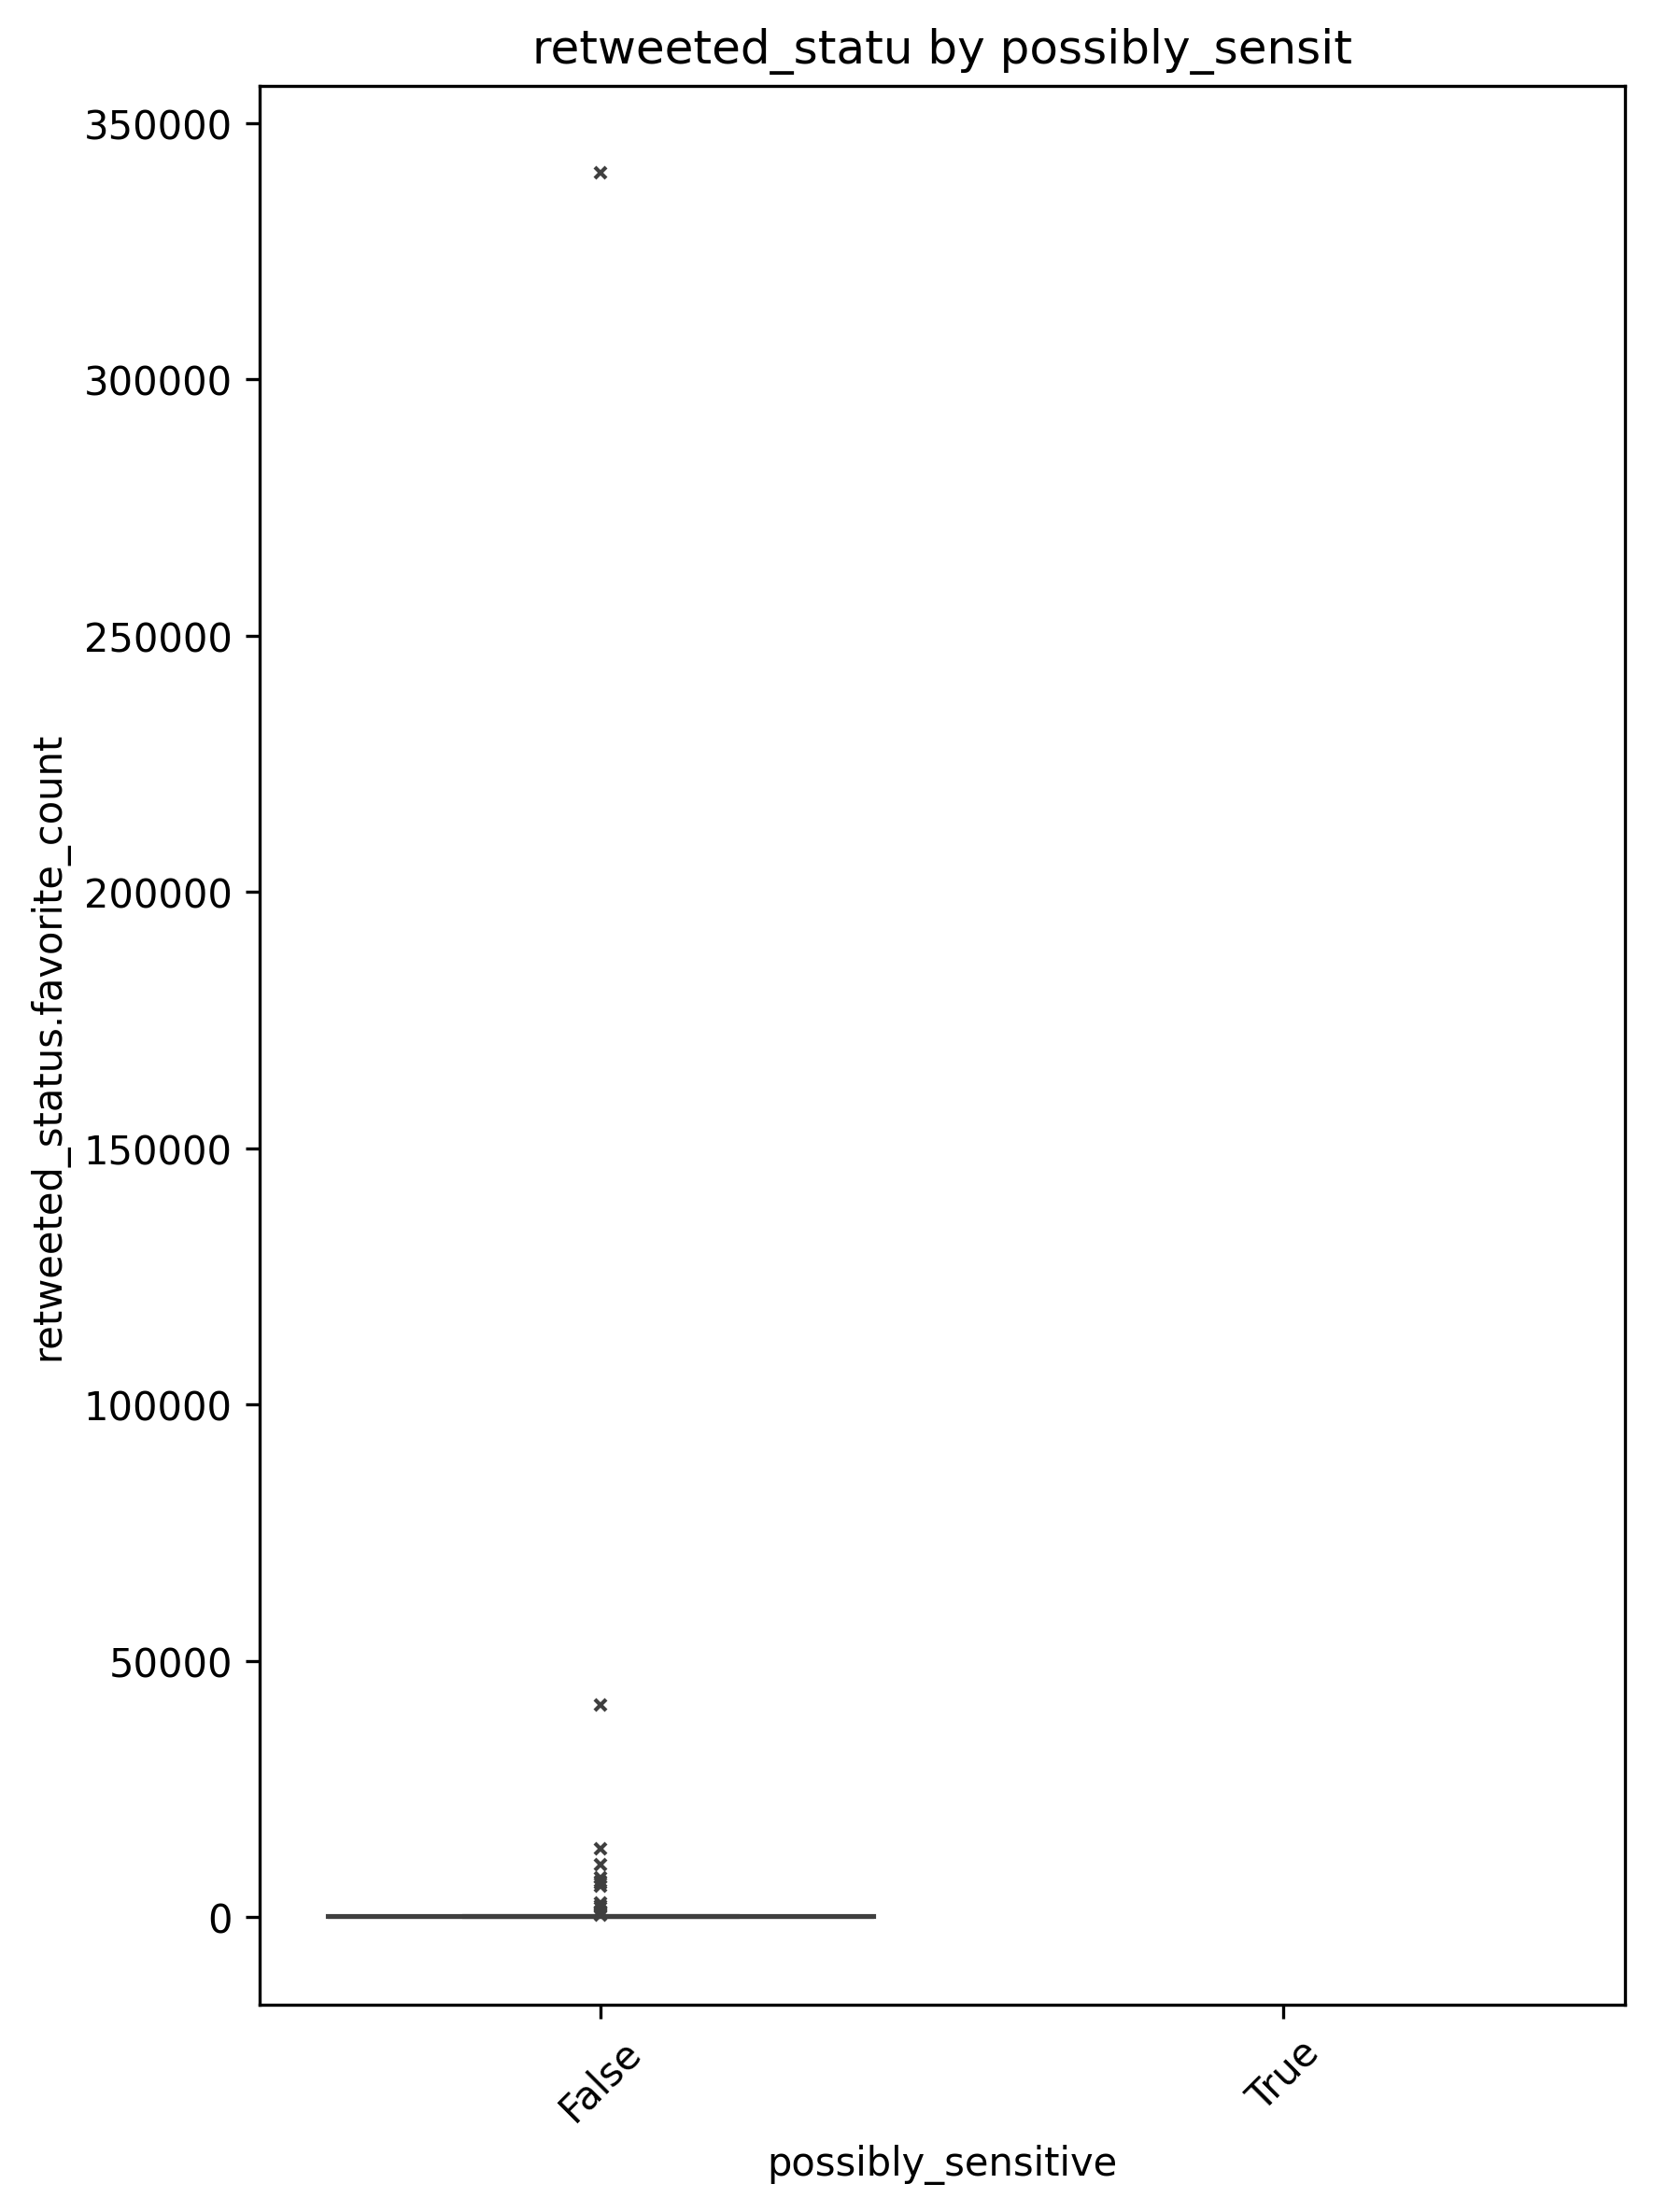 retweeted_statu by possibly_sensit
retweeted_status.favorite_count
350000
300000
250000
200000
150000
100000
50000
0
False
True
possibly_sensitive